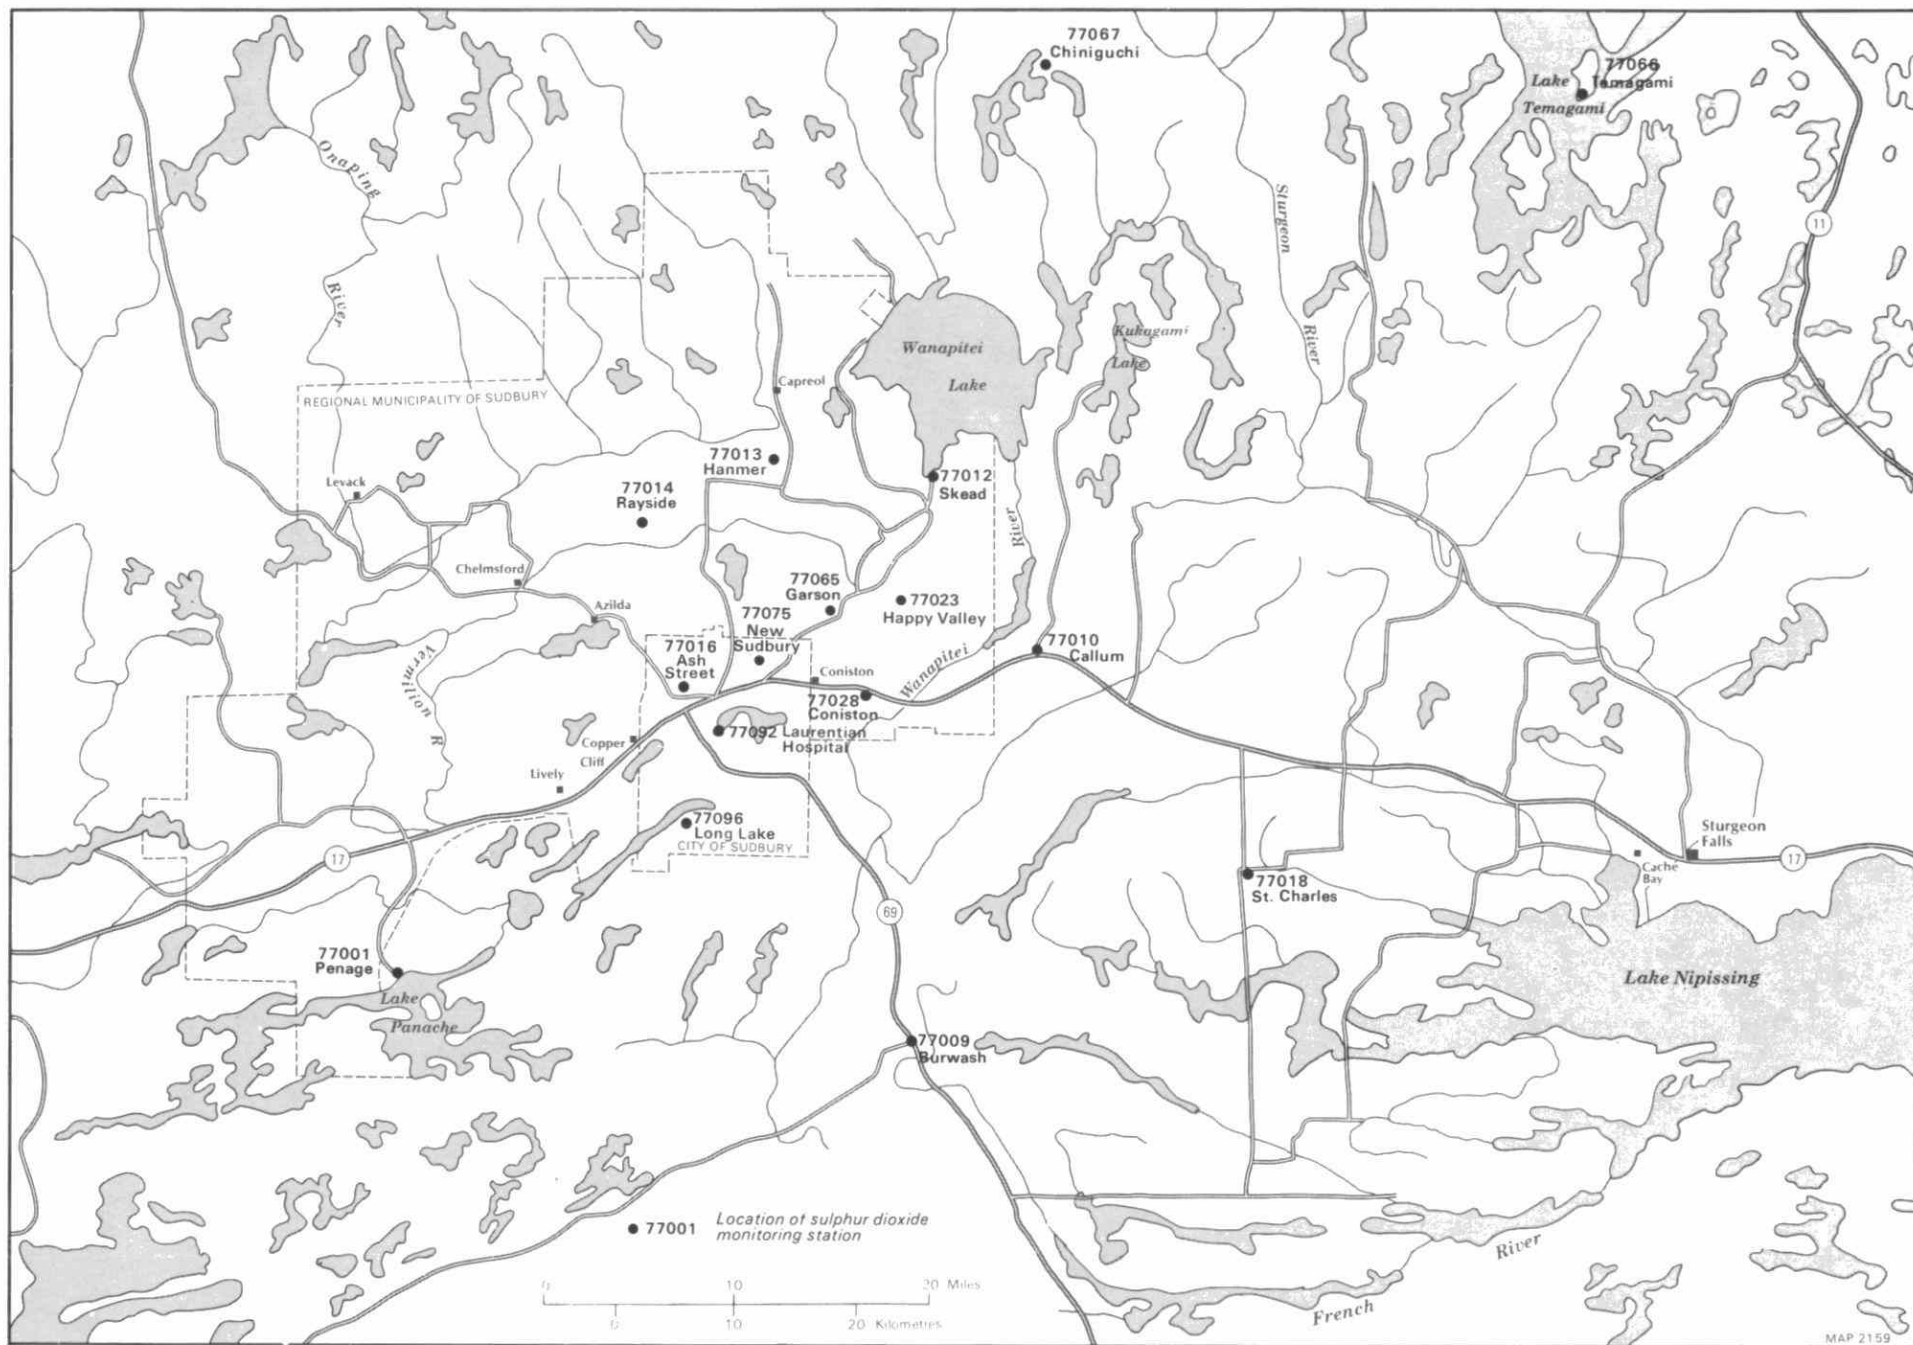 77067
Chiniguchi
77066
Temagami
Lake
Temagami
Onaping
River
Sturgeon
River
11
Wanapitei
Lake
Kukagami
Lake
Capreol
REGIONAL MUNICIPALITY OF SUDBURY
77013
Hanmer
77012
Skead
Levack
77014
Rayside
River
Chelmsford
77065
Garson
77023
Happy Valley
Azilda
77075
New
Sudbury
77016
Ash
Street
77010
Callum
Vermilion R
Coniston
Wanapitei
77028
Coniston
77092 Laurentian
Hospital
Copper
Cliff
Lively
77096
Long Lake
CITY OF SUDBURY
17
Sturgeon
Falls
17
Cache
Bay
77018
St. Charles
69
77001
Penage
Lake
Panache
Lake Nipissing
77009
Burwash
77001 Location of sulphur dioxide
monitoring station
0 10 20 Miles
0 10 20 Kilometres
River
French
MAP 2159